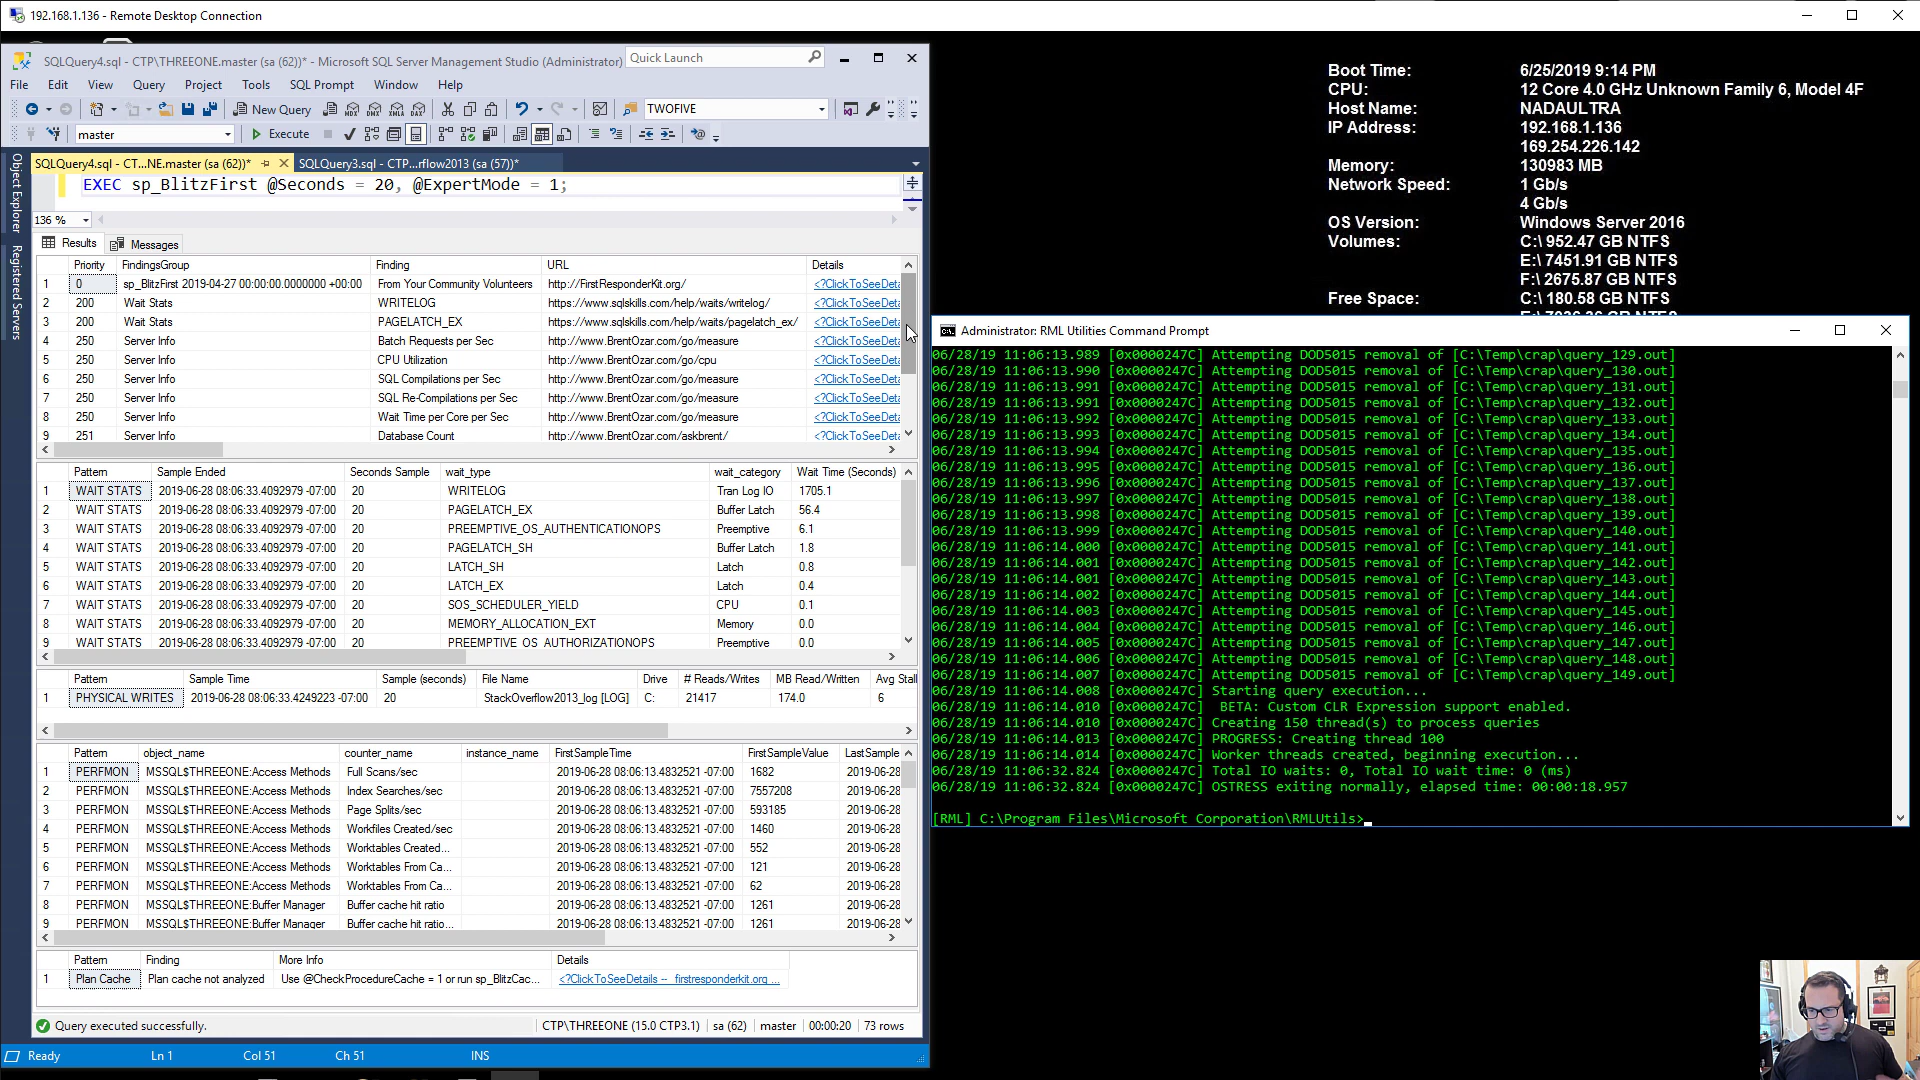 192.168.1.136 - Remote Desktop Connection
SQLQuery4.sql - CTP\THREEONE.master (sa (62))* - Microsoft SQL Server Management Studio (Administrator)
Quick Launch
File Edit View Query Project Tools SQL Prompt Window Help
New Query
TWOFIVE
master
Execute
SQLQuery4.sql - CT...NE.master (sa (62))*
SQLQuery3.sql - CTP...rflow2013 (sa (57))*
Object Explorer
Registered Servers
EXEC sp_BlitzFirst @Seconds = 20, @ExpertMode = 1;
136 %
Results Messages
Priority FindingsGroup Finding URL Details
1 0 sp_BlitzFirst 2019-04-27 00:00:00.0000000 +00:00 From Your Community Volunteers http://FirstResponderKit.org/ <?ClickToSeeDeta
2 200 Wait Stats WRITELOG https://www.sqlskills.com/help/waits/writelog/ <?ClickToSeeDeta
3 200 Wait Stats PAGELATCH_EX https://www.sqlskills.com/help/waits/pagelatch_ex/ <?ClickToSeeDeta
4 250 Server Info Batch Requests per Sec http://www.BrentOzar.com/go/measure <?ClickToSeeDeta
5 250 Server Info CPU Utilization http://www.BrentOzar.com/go/cpu <?ClickToSeeDeta
6 250 Server Info SQL Compilations per Sec http://www.BrentOzar.com/go/measure <?ClickToSeeDeta
7 250 Server Info SQL Re-Compilations per Sec http://www.BrentOzar.com/go/measure <?ClickToSeeDeta
8 250 Server Info Wait Time per Core per Sec http://www.BrentOzar.com/go/measure <?ClickToSeeDeta
9 251 Server Info Database Count http://www.BrentOzar.com/askbrent/ <?ClickToSeeDeta
Pattern Sample Ended Seconds Sample wait_type wait_category Wait Time (Seconds)
1 WAIT STATS 2019-06-28 08:06:33.4092979 -07:00 20 WRITELOG Tran Log IO 1705.1
2 WAIT STATS 2019-06-28 08:06:33.4092979 -07:00 20 PAGELATCH_EX Buffer Latch 56.4
3 WAIT STATS 2019-06-28 08:06:33.4092979 -07:00 20 PREEMPTIVE_OS_AUTHENTICATIONOPS Preemptive 6.1
4 WAIT STATS 2019-06-28 08:06:33.4092979 -07:00 20 PAGELATCH_SH Buffer Latch 1.8
5 WAIT STATS 2019-06-28 08:06:33.4092979 -07:00 20 LATCH_SH Latch 0.8
6 WAIT STATS 2019-06-28 08:06:33.4092979 -07:00 20 LATCH_EX Latch 0.4
7 WAIT STATS 2019-06-28 08:06:33.4092979 -07:00 20 SOS_SCHEDULER_YIELD CPU 0.1
8 WAIT STATS 2019-06-28 08:06:33.4092979 -07:00 20 MEMORY_ALLOCATION_EXT Memory 0.0
9 WAIT STATS 2019-06-28 08:06:33.4092979 -07:00 20 PREEMPTIVE_OS_AUTHORIZATIONOPS Preemptive 0.0
Pattern Sample Time Sample (seconds) File Name Drive # Reads/Writes MB Read/Written Avg Stall
1 PHYSICAL WRITES 2019-06-28 08:06:33.4249223 -07:00 20 StackOverflow2013_log [LOG] C: 21417 174.0 6
Pattern object_name counter_name instance_name FirstSampleTime FirstSampleValue LastSample
1 PERFMON MSSQL$THREEONE:Access Methods Full Scans/sec 2019-06-28 08:06:13.4832521 -07:00 1682 2019-06-28
2 PERFMON MSSQL$THREEONE:Access Methods Index Searches/sec 2019-06-28 08:06:13.4832521 -07:00 7557208 2019-06-28
3 PERFMON MSSQL$THREEONE:Access Methods Page Splits/sec 2019-06-28 08:06:13.4832521 -07:00 593185 2019-06-28
4 PERFMON MSSQL$THREEONE:Access Methods Workfiles Created/sec 2019-06-28 08:06:13.4832521 -07:00 1460 2019-06-28
5 PERFMON MSSQL$THREEONE:Access Methods Worktables Created... 2019-06-28 08:06:13.4832521 -07:00 552 2019-06-28
6 PERFMON MSSQL$THREEONE:Access Methods Worktables From Ca... 2019-06-28 08:06:13.4832521 -07:00 121 2019-06-28
7 PERFMON MSSQL$THREEONE:Access Methods Worktables From Ca... 2019-06-28 08:06:13.4832521 -07:00 62 2019-06-28
8 PERFMON MSSQL$THREEONE:Buffer Manager Buffer cache hit ratio 2019-06-28 08:06:13.4832521 -07:00 1261 2019-06-28
9 PERFMON MSSQL$THREEONE:Buffer Manager Buffer cache hit ratio... 2019-06-28 08:06:13.4832521 -07:00 1261 2019-06-28
Pattern Finding More Info Details
1 Plan Cache Plan cache not analyzed Use @CheckProcedureCache = 1 or run sp_BlitzCac... <?ClickToSeeDetails -- firstresponderkit.org ...
Query executed successfully. CTP\THREEONE (15.0 CTP3.1) sa (62) master 00:00:20 73 rows
Ready Ln 1 Col 51 Ch 51 INS
Boot Time: 6/25/2019 9:14 PM
CPU: 12 Core 4.0 GHz Unknown Family 6, Model 4F
Host Name: NADAULTRA
IP Address: 192.168.1.136
169.254.226.142
Memory: 130983 MB
Network Speed: 1 Gb/s
4 Gb/s
OS Version: Windows Server 2016
Volumes: C:\ 952.47 GB NTFS
E:\ 7451.91 GB NTFS
F:\ 2675.87 GB NTFS
Free Space: C:\ 180.58 GB NTFS
Administrator: RML Utilities Command Prompt
06/28/19 11:06:13.989 [0x0000247C] Attempting DOD5015 removal of [C:\Temp\crap\query_129.out]
06/28/19 11:06:13.990 [0x0000247C] Attempting DOD5015 removal of [C:\Temp\crap\query_130.out]
06/28/19 11:06:13.991 [0x0000247C] Attempting DOD5015 removal of [C:\Temp\crap\query_131.out]
06/28/19 11:06:13.991 [0x0000247C] Attempting DOD5015 removal of [C:\Temp\crap\query_132.out]
06/28/19 11:06:13.992 [0x0000247C] Attempting DOD5015 removal of [C:\Temp\crap\query_133.out]
06/28/19 11:06:13.993 [0x0000247C] Attempting DOD5015 removal of [C:\Temp\crap\query_134.out]
06/28/19 11:06:13.994 [0x0000247C] Attempting DOD5015 removal of [C:\Temp\crap\query_135.out]
06/28/19 11:06:13.995 [0x0000247C] Attempting DOD5015 removal of [C:\Temp\crap\query_136.out]
06/28/19 11:06:13.996 [0x0000247C] Attempting DOD5015 removal of [C:\Temp\crap\query_137.out]
06/28/19 11:06:13.997 [0x0000247C] Attempting DOD5015 removal of [C:\Temp\crap\query_138.out]
06/28/19 11:06:13.998 [0x0000247C] Attempting DOD5015 removal of [C:\Temp\crap\query_139.out]
06/28/19 11:06:13.999 [0x0000247C] Attempting DOD5015 removal of [C:\Temp\crap\query_140.out]
06/28/19 11:06:14.000 [0x0000247C] Attempting DOD5015 removal of [C:\Temp\crap\query_141.out]
06/28/19 11:06:14.001 [0x0000247C] Attempting DOD5015 removal of [C:\Temp\crap\query_142.out]
06/28/19 11:06:14.001 [0x0000247C] Attempting DOD5015 removal of [C:\Temp\crap\query_143.out]
06/28/19 11:06:14.002 [0x0000247C] Attempting DOD5015 removal of [C:\Temp\crap\query_144.out]
06/28/19 11:06:14.003 [0x0000247C] Attempting DOD5015 removal of [C:\Temp\crap\query_145.out]
06/28/19 11:06:14.004 [0x0000247C] Attempting DOD5015 removal of [C:\Temp\crap\query_146.out]
06/28/19 11:06:14.005 [0x0000247C] Attempting DOD5015 removal of [C:\Temp\crap\query_147.out]
06/28/19 11:06:14.006 [0x0000247C] Attempting DOD5015 removal of [C:\Temp\crap\query_148.out]
06/28/19 11:06:14.007 [0x0000247C] Attempting DOD5015 removal of [C:\Temp\crap\query_149.out]
06/28/19 11:06:14.008 [0x0000247C] Starting query execution...
06/28/19 11:06:14.010 [0x0000247C] BETA: Custom CLR Expression support enabled.
06/28/19 11:06:14.010 [0x0000247C] Creating 150 thread(s) to process queries
06/28/19 11:06:14.013 [0x0000247C] PROGRESS: Creating thread 100
06/28/19 11:06:14.014 [0x0000247C] Worker threads created, beginning execution...
06/28/19 11:06:32.824 [0x0000247C] Total IO waits: 0, Total IO wait time: 0 (ms)
06/28/19 11:06:32.824 [0x0000247C] OSTRESS exiting normally, elapsed time: 00:00:18.957
[RML] C:\Program Files\Microsoft Corporation\RMLUtils>